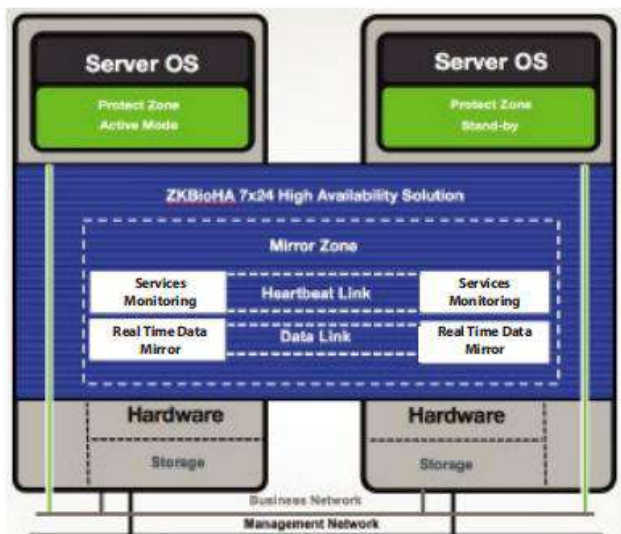 Server OS
Protect Zone
Active Mode
Server OS
Protect Zone
Stand-by
ZKBioHA 7x24 High Availability Solution
Mirror Zone
Services
Monitoring
Heartbeat Link
Services
Monitoring
Real Time Data
Mirror
Data Link
Real Time Data
Mirror
Hardware
Storage
Hardware
Storage
Business Network
Management Network